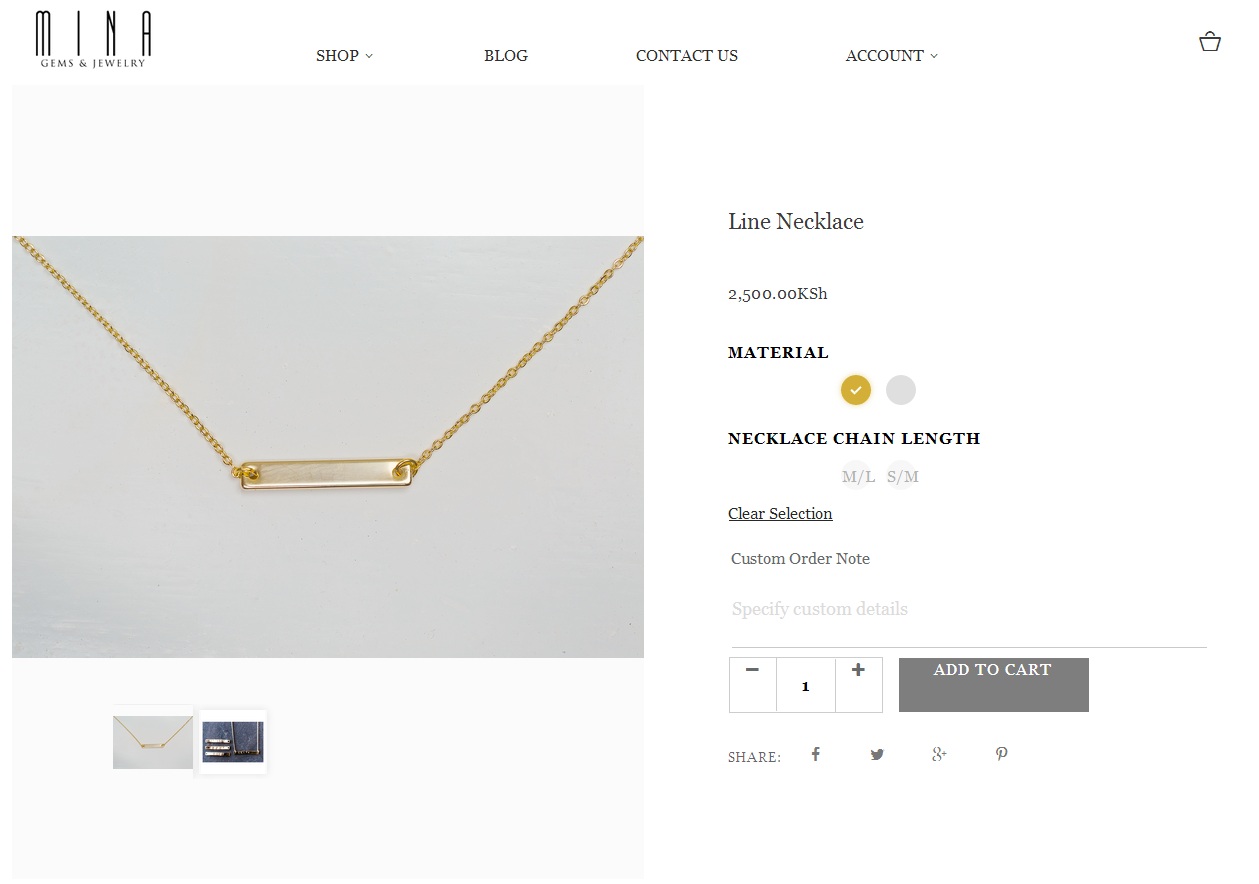 MINA
GEMS & JEWELRY
SHOP
BLOG
CONTACT US
ACCOUNT
Line Necklace
2,500.00KSh
MATERIAL
NECKLACE CHAIN LENGTH
M/L S/M
Clear Selection
Custom Order Note
Specify custom details
1
ADD TO CART
SHARE: